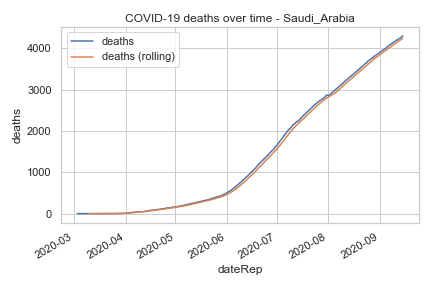 COVID-19 deaths over time - Saudi_Arabia
deaths
deaths (rolling)
deaths
4000
3000
2000
1000
0
2020-03
2020-04
2020-05
2020-06
2020-07
2020-08
2020-09
dateRep